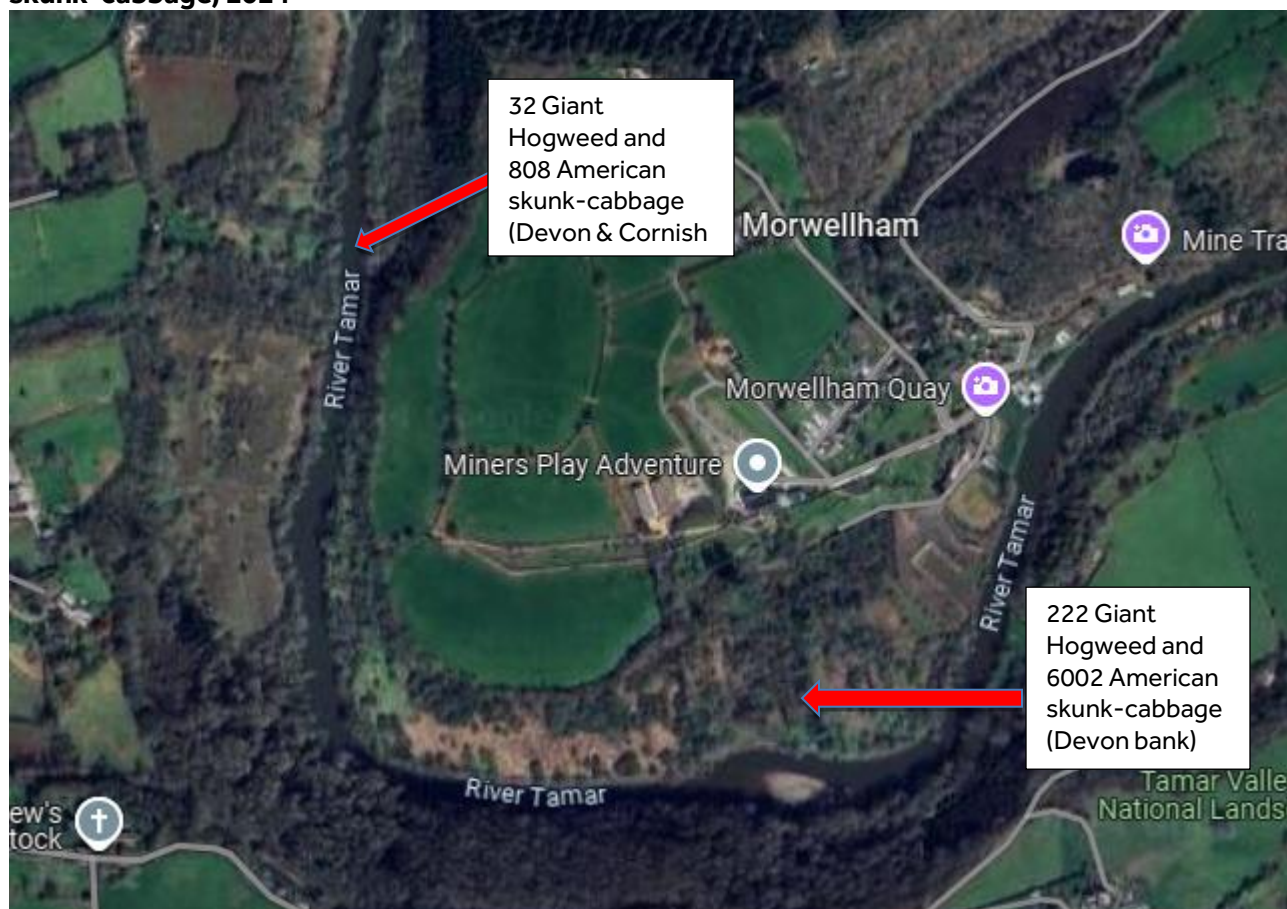 32 Giant
Hogweed and
808 American
skunk-cabbage
(Devon & Cornish
Morwellham
Mine Tra
River Tamar
Morwellham Quay
Miners Play Adventure
River Tamar
222 Giant
Hogweed and
6002 American
skunk-cabbage
(Devon bank)
River Tamar
Tamar Valle
National Lands
ew's
tock